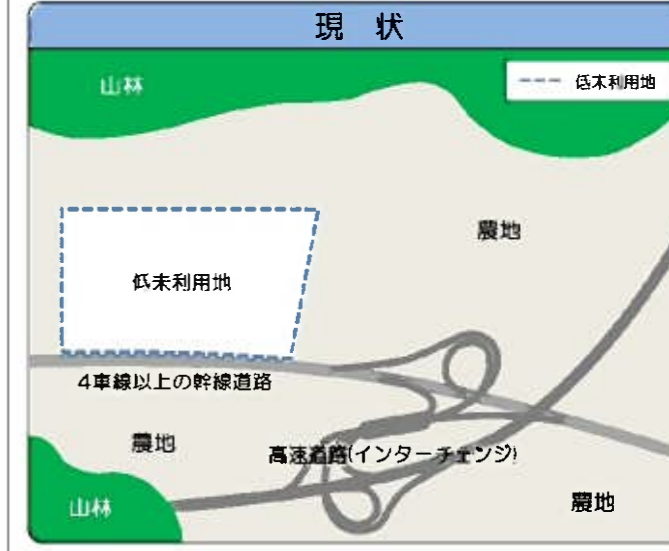 現 状
山林
低未利用地
農地
低未利用地
4車線以上の幹線道路
農地
高速道路(インターチェンジ)
山林
農地